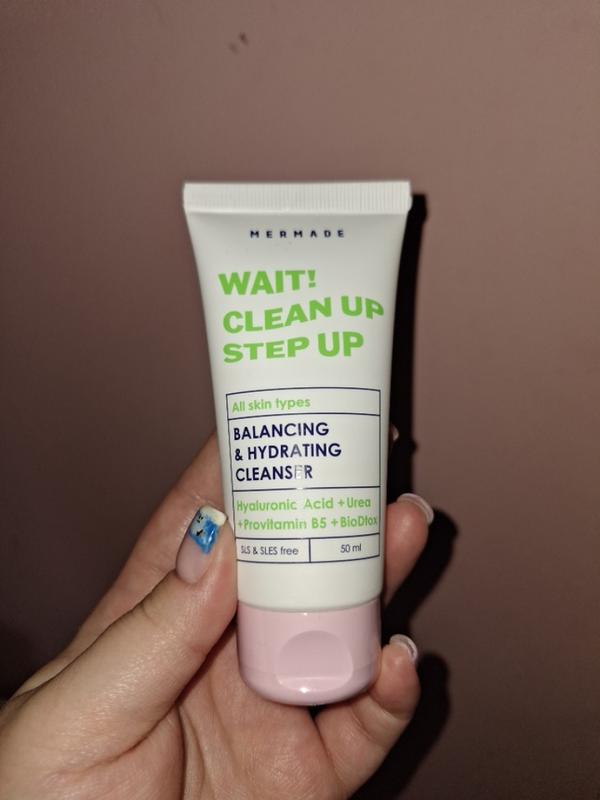 MERMADE
WAIT!
CLEAN UP
STEP UP
All skin types
BALANCING
& HYDRATING
CLEANSER
Hyaluronic Acid + Urea
+ Provitamin B5 + BioDtox
SLS & SLES free
50 ml